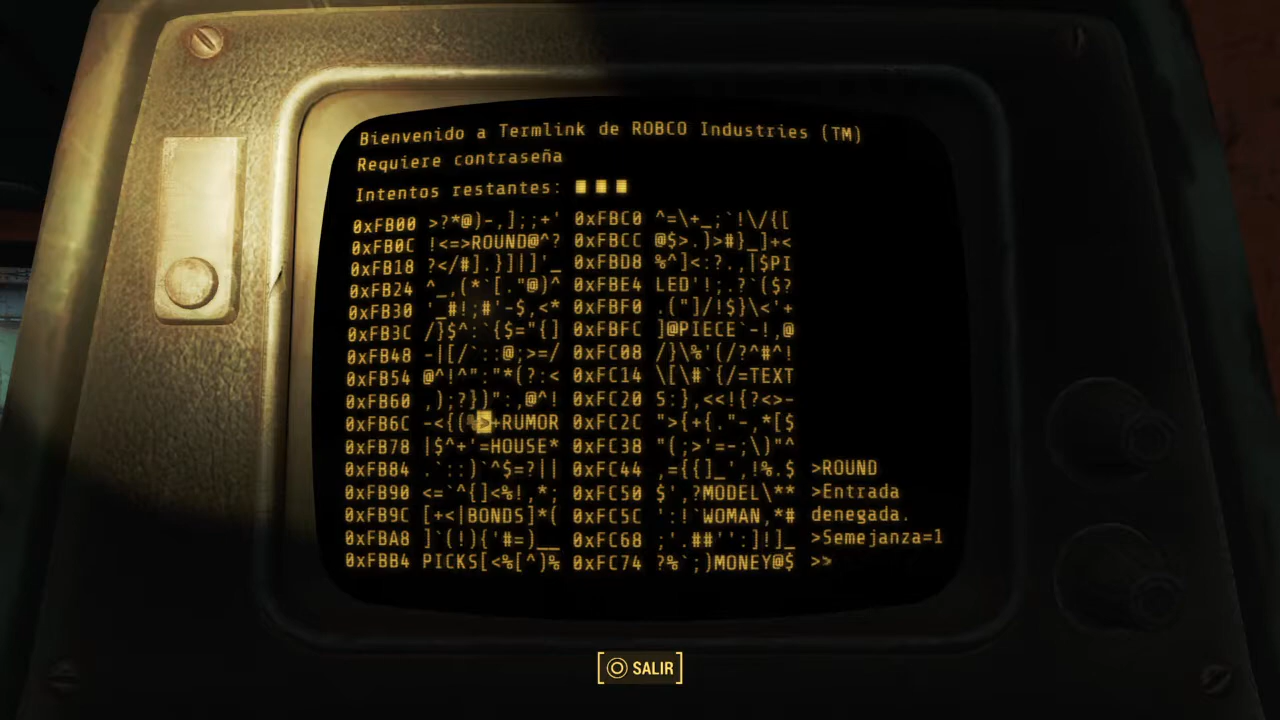 Bienvenido a Termlink de ROBCO Industries (TM)
Requiere contraseña
Intentos restantes: ■ ■ ■
0xFB00 >?*@)-,];;+' 0xFBC0 ^=\+_;`!\/{[
0xFB0C !<=>ROUND@^? 0xFBCC @$>.)>#}_]+<
0xFB18 ?</#].}]|]'_ 0xFBD8 %^]<:?.,|$PI
0xFB24 ^_,(*`[."@)^ 0xFBE4 LED'!;.?`($?
0xFB30 '_#!;#'-$,<* 0xFBF0 .("]/!$}\<'+
0xFB3C /}$^:`{$="{] 0xFBFC ]@PIECE`-!,@
0xFB48 -|[/`::@;>=/ 0xFC08 /}\%'(/?^#^!
0xFB54 @^!^":"*(?:< 0xFC14 \[\#`{/=TEXT
0xFB60 ,);?})":,@^! 0xFC20 S:},<<!{?<>-
0xFB6C -<{(%>+RUMOR 0xFC2C ">{+{."-,*[$
0xFB78 |$^+'=HOUSE* 0xFC38 "(;>'=-;\)"^
0xFB84 .`::)`^$=?|| 0xFC44 ,={{]_',!%.$ >ROUND
0xFB90 <=`^{]<%!,*; 0xFC50 $',?MODEL\** >Entrada
0xFB9C [+<|BONDS]*( 0xFC5C ':!`WOMAN,*# denegada.
0xFBA8 ]`(!){'#=)__ 0xFC68 ;'.##'':]!]_ >Semejanza=1
0xFBB4 PICKS[<%[^)% 0xFC74 ?%`;)MONEY@$ >>
SALIR